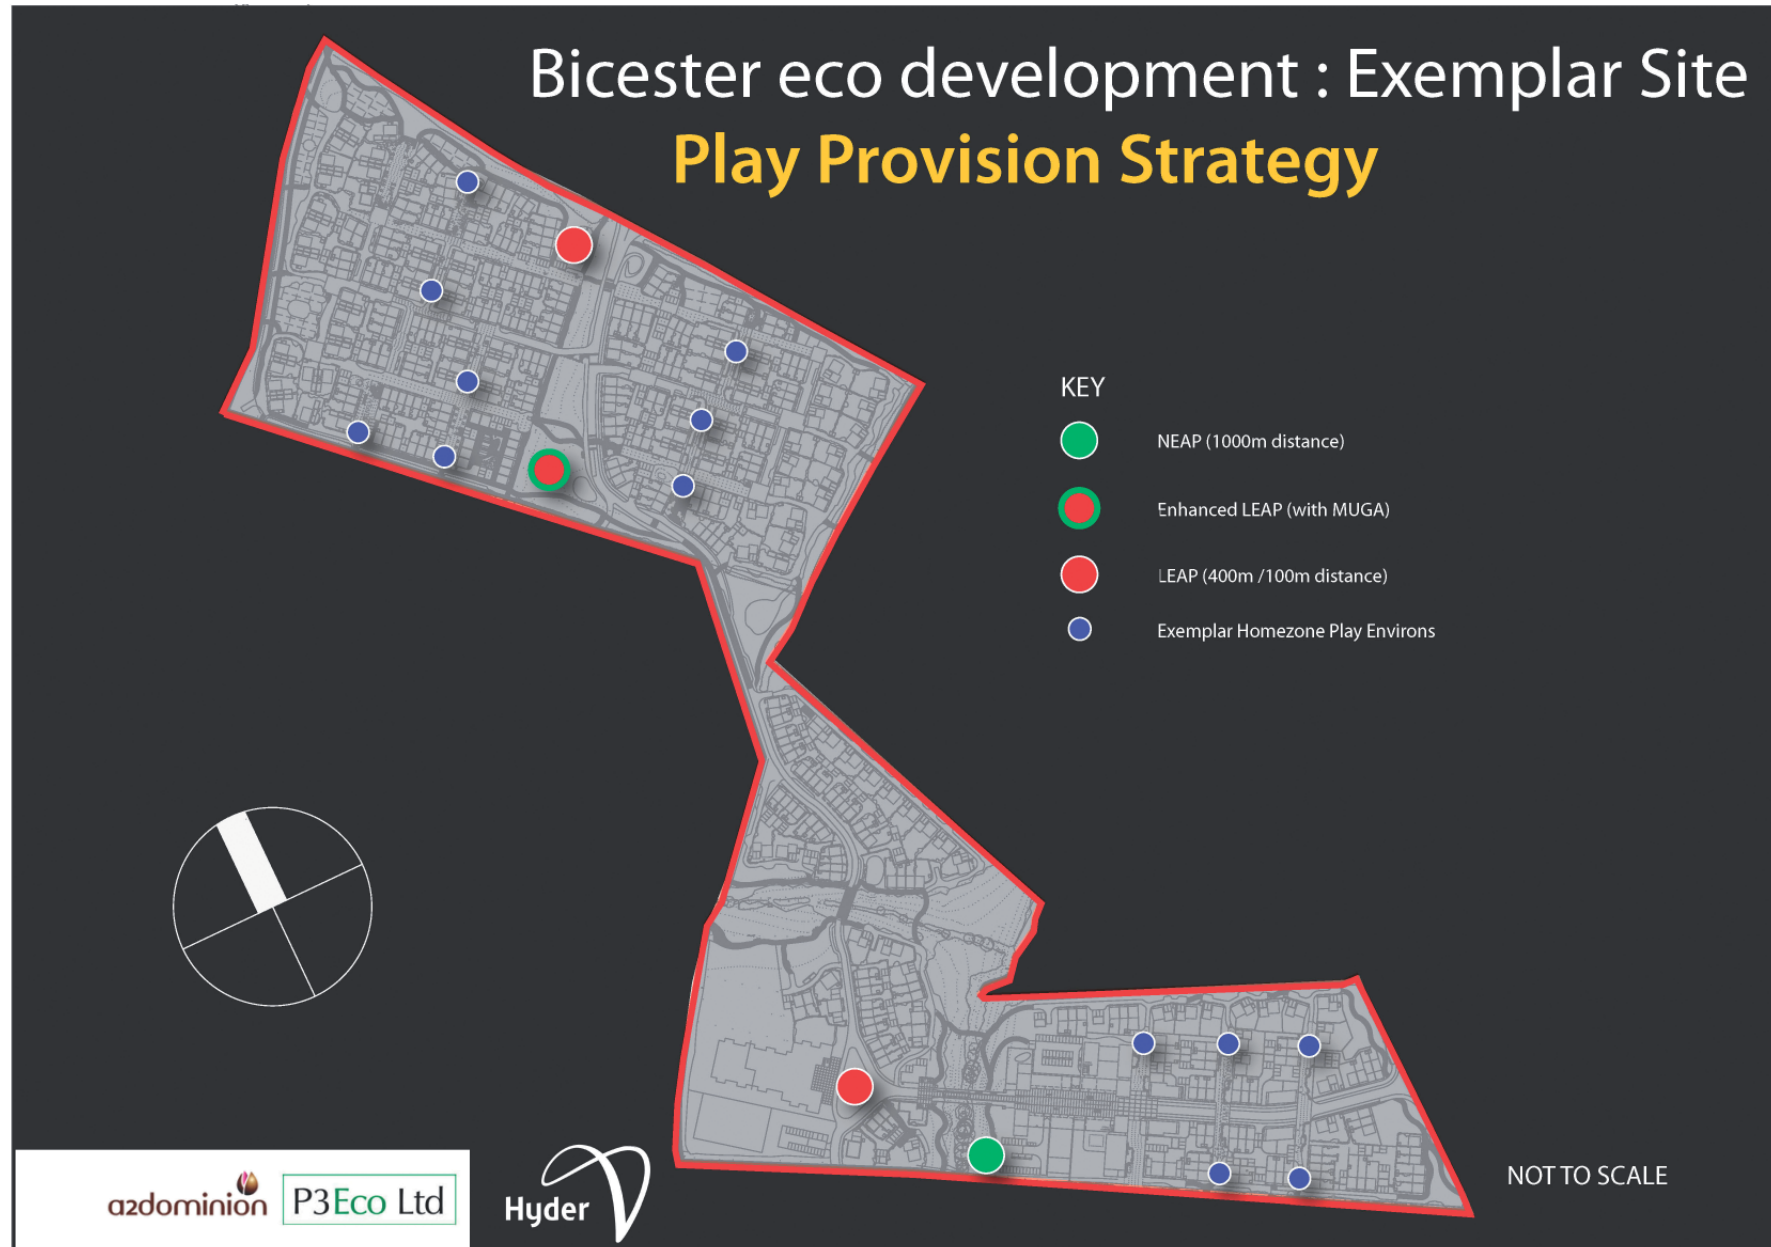 Bicester eco development : Exemplar Site
Play Provision Strategy
KEY
NEAP (1000m distance)
Enhanced LEAP (with MUGA)
LEAP (400m /100m distance)
Exemplar Homezone Play Environs
NOT TO SCALE
a2dominion
P3Eco Ltd
Hyder